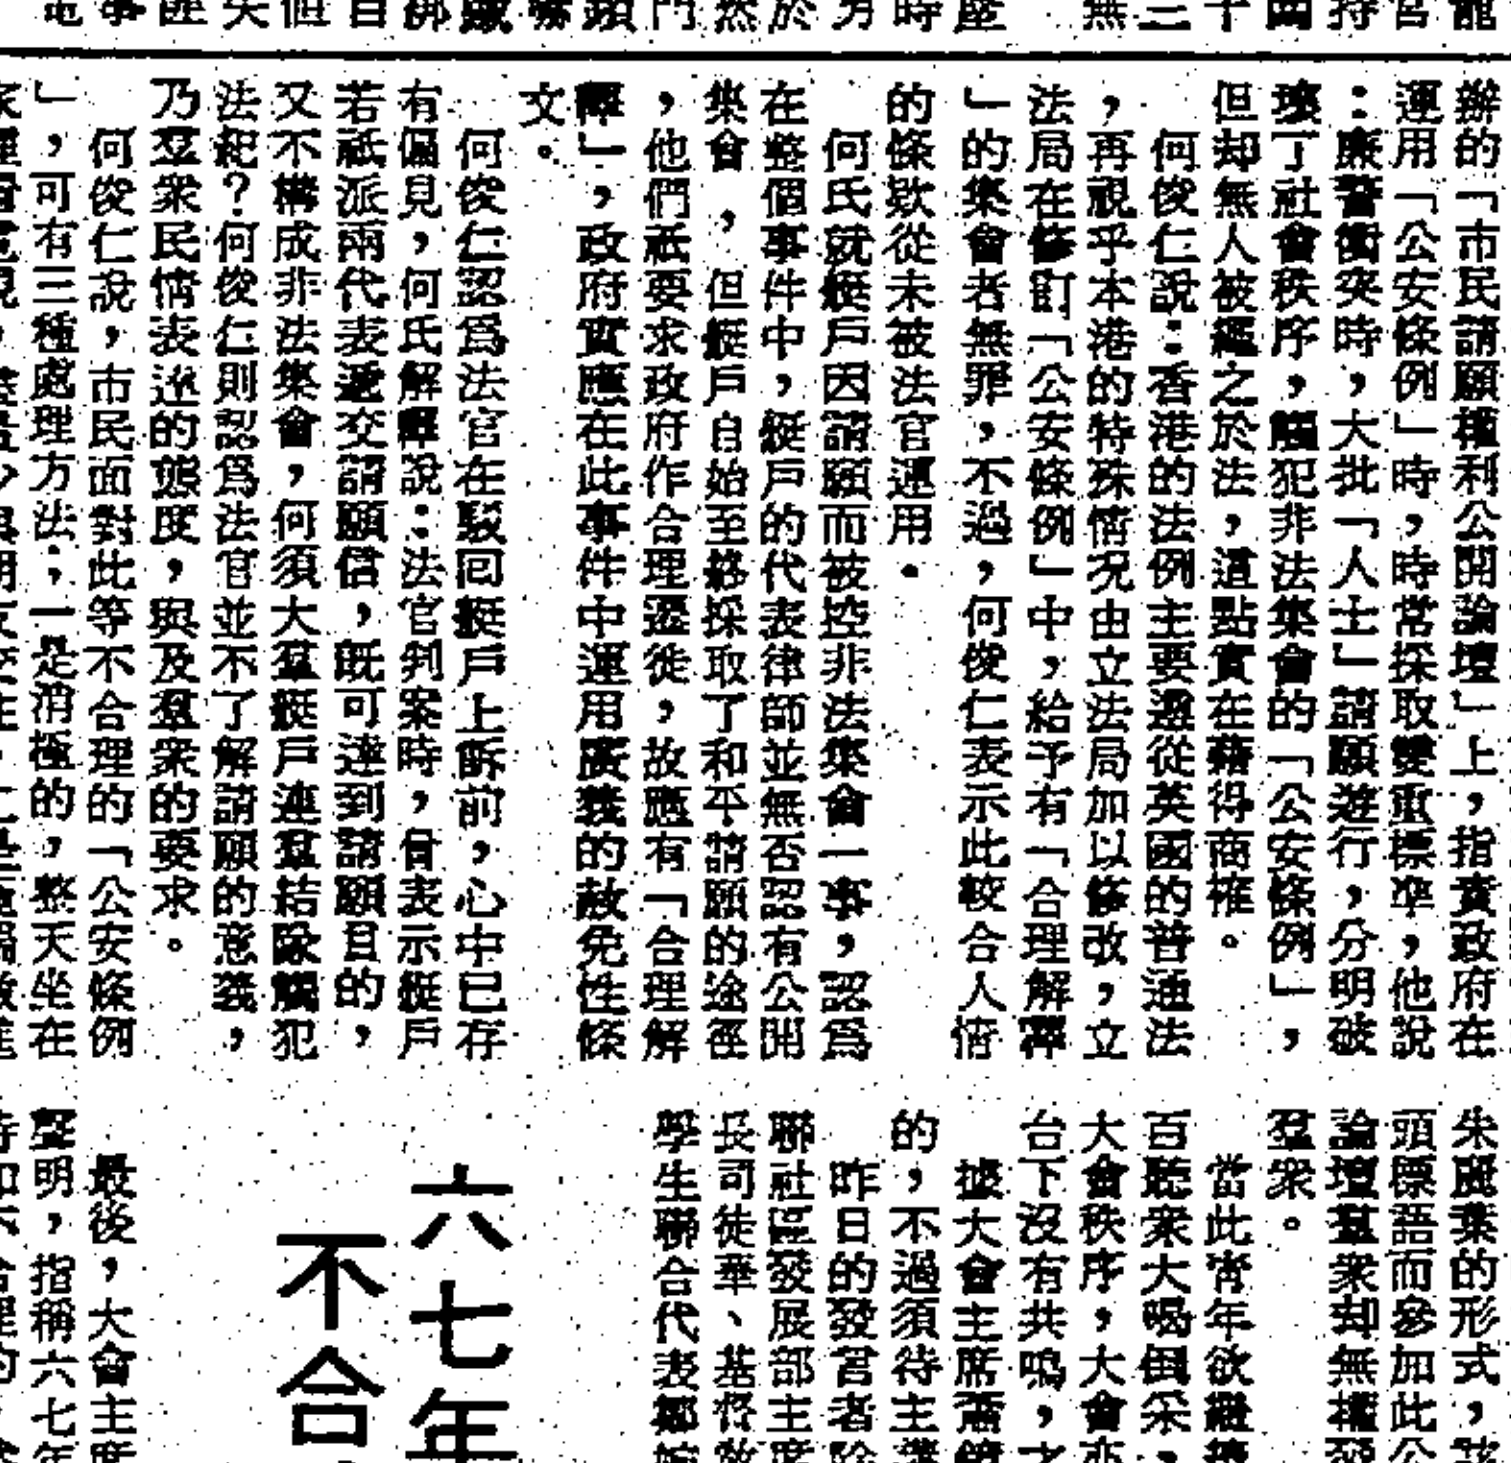 辦的「市民請願權利公開論壇」上，指責政府在
運用「公安條例」時，時常採取雙重標準，他說
：廉警衝突時，大批「人士」請願遊行，分明破
壞了社會秩序，觸犯非法集會的「公安條例」，
但却無人被繩之於法，這點實在藉得商榷。
何俊仁說：香港的法例主要遵從英國的普通法
，再視乎本港的特殊情況由立法局加以修改，立
法局在修訂「公安條例」中，給予有「合理解釋
」的集會者無罪，不過，何俊仁表示此較合人情
的條欵從未被法官運用。
何氏就艇戶因請願而被控非法集會一事，認爲
在整個事件中，艇戶的代表律師並無否認有公開
集會，但艇戶自始至終採取了和平請願的途徑
，他們祇要求政府作合理遷徙，故應有「合理解
釋」，政府實應在此事件中運用廣義的赦免性條
文。
何俊仁認爲法官在駁回艇戶上訴前，心中已存
有偏見，何氏解釋說：法官判案時，曾表示艇戶
若祇派兩代表遞交請願信，既可達到請願目的，
又不構成非法集會，何須大羣艇戶連羣結隊觸犯
法紀？何俊仁則認爲法官並不了解請願的意義，
乃羣衆民情表达的態度，與及羣衆的要求。
何俊仁說，市民面對此等不合理的「公安條例
」，可有三種處理方法；一是消極的，整天坐在
朱麗葉的形式，該
頭標語而參加此公
論壇羣衆却無權
羣衆。
當此靑年欲繼續
百聽衆大喝倒采，
大會秩序，大會亦
台下沒有共鳴，才
據大會主席
的，不過須待主
昨日的發言者除
聯社區發展部主席
長司徒華、基督教
學生聯合代表
六七年
不合
最後，大會主席
聲明，指稱六七年